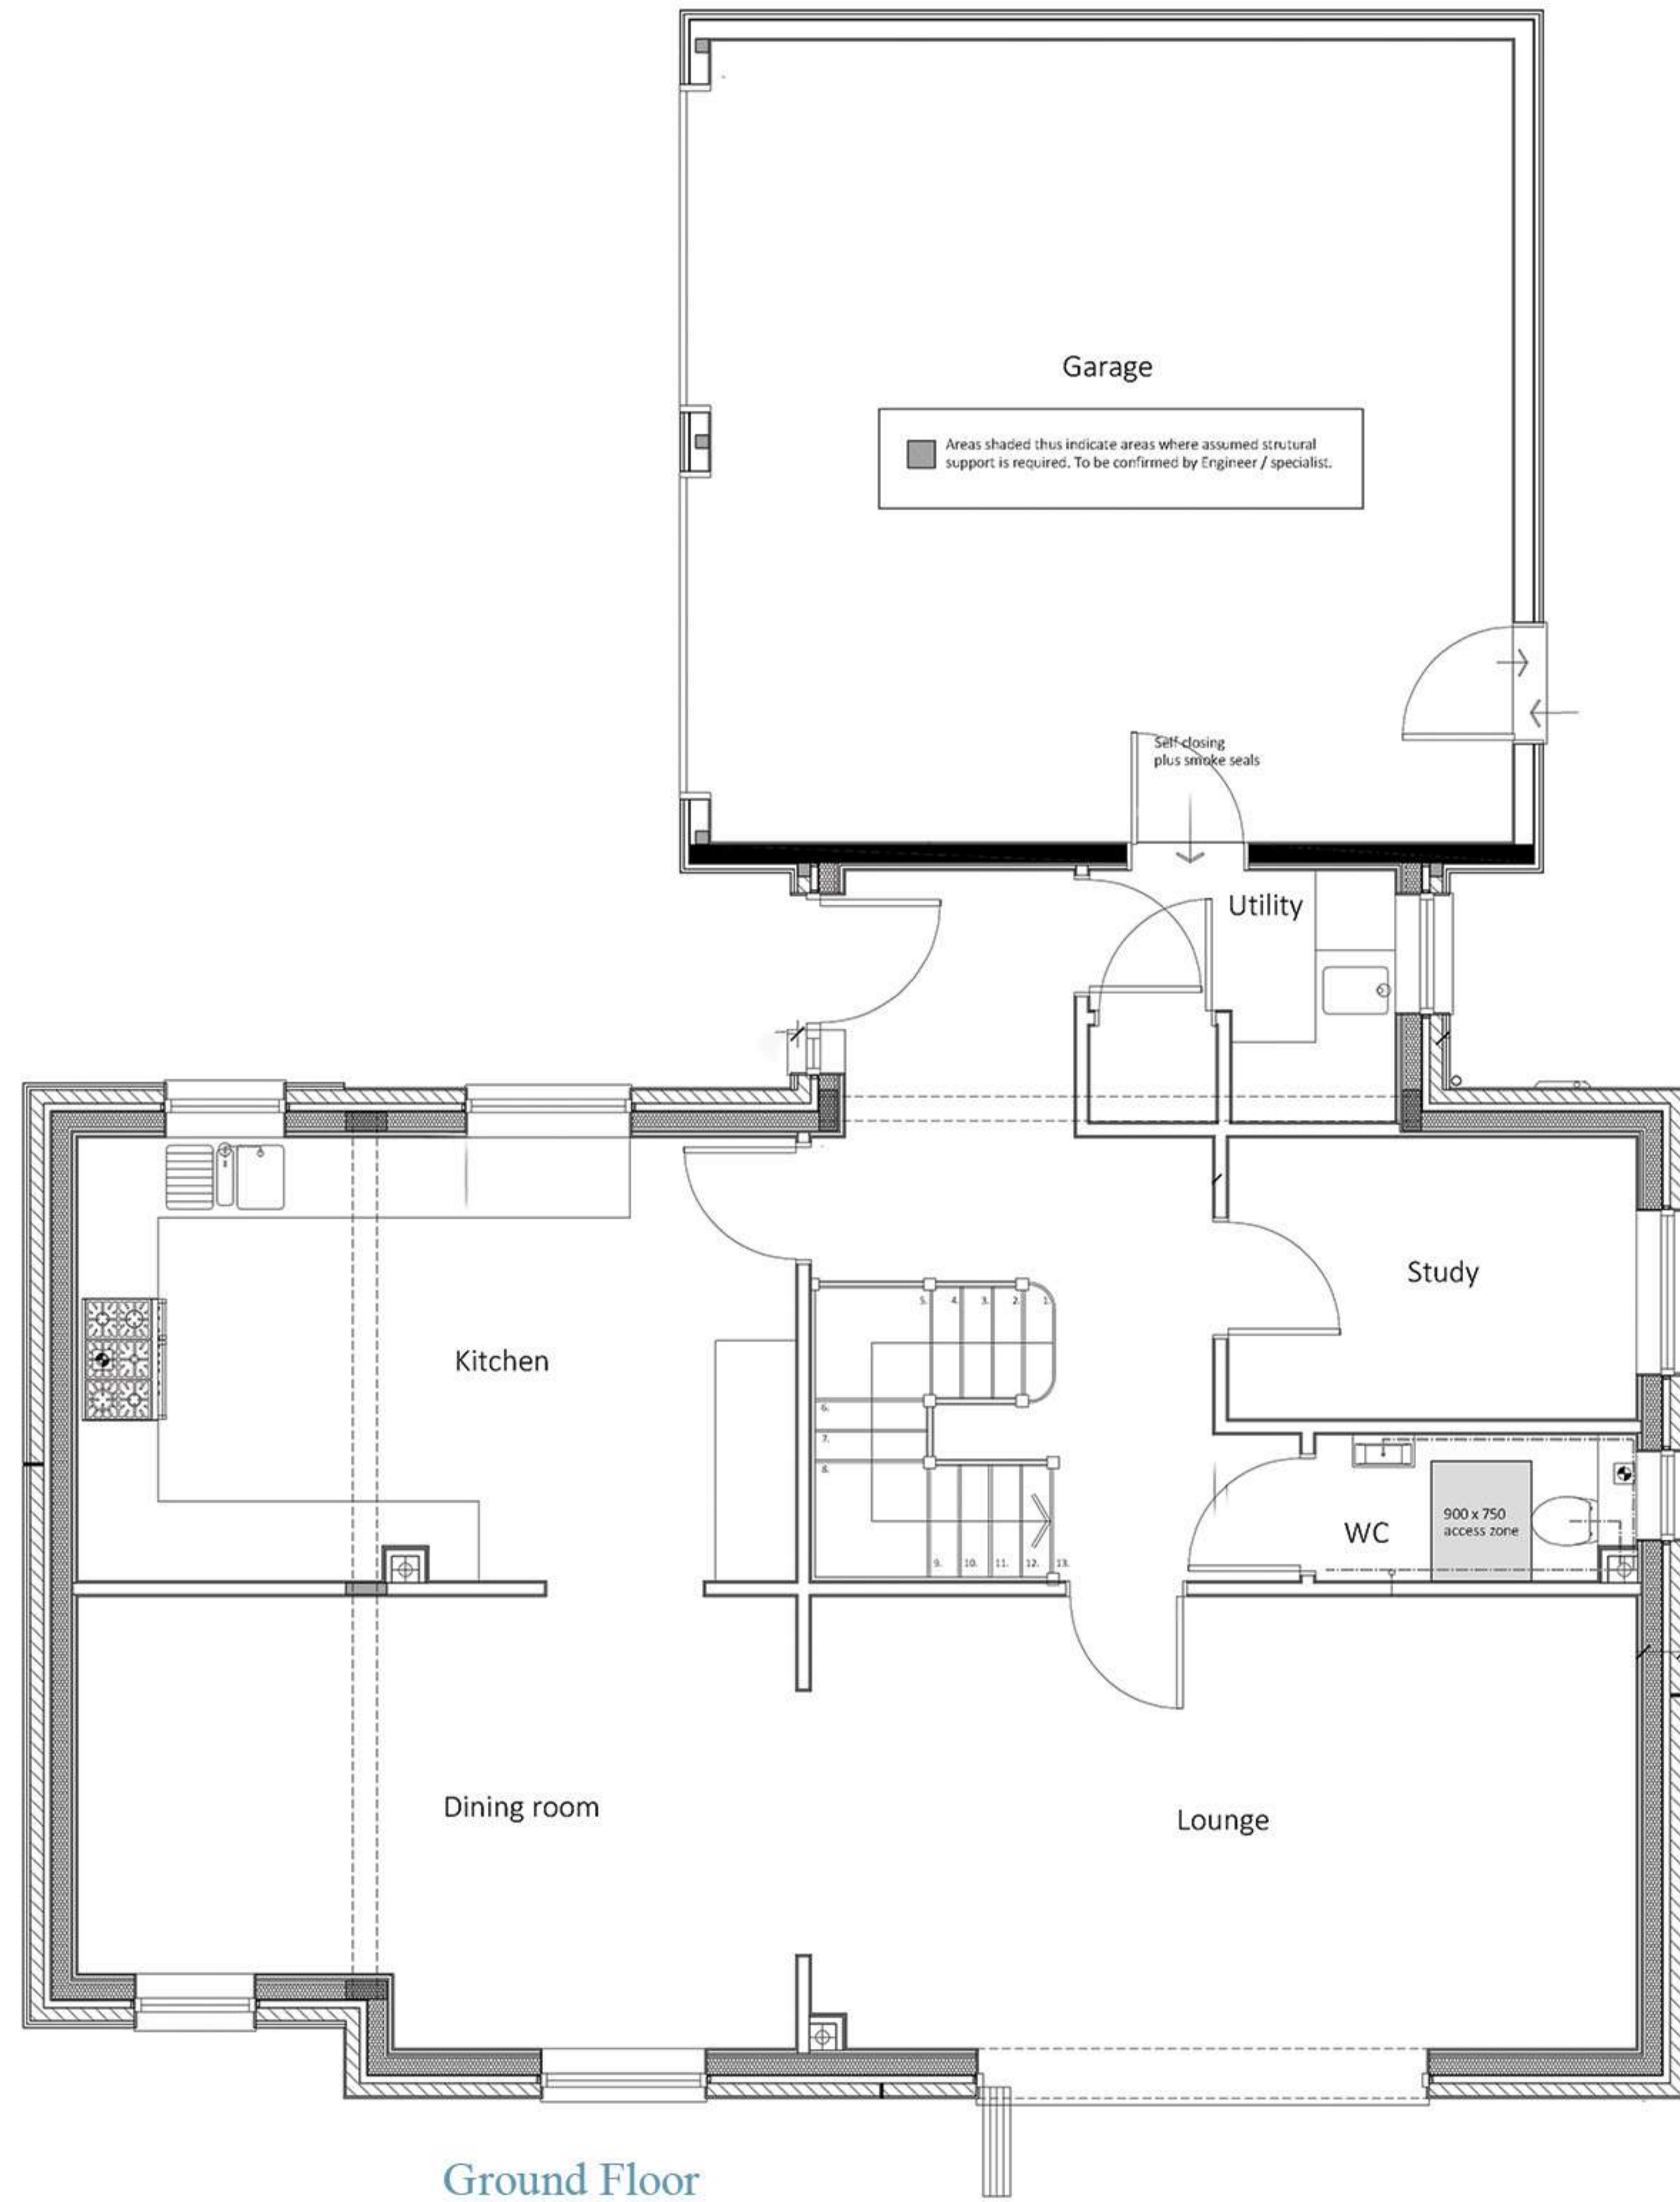 Garage
Areas shaded thus indicate areas where assumed strutural
support is required. To be confirmed by Engineer / specialist.
Self closing
plus smoke seals
Utility
Study
5. 4. 3. 2. 1.
Kitchen
6.
7.
8.
900 x 750
access zone
WC
9. 10. 11. 12. 13.
Dining room
Lounge
Ground Floor